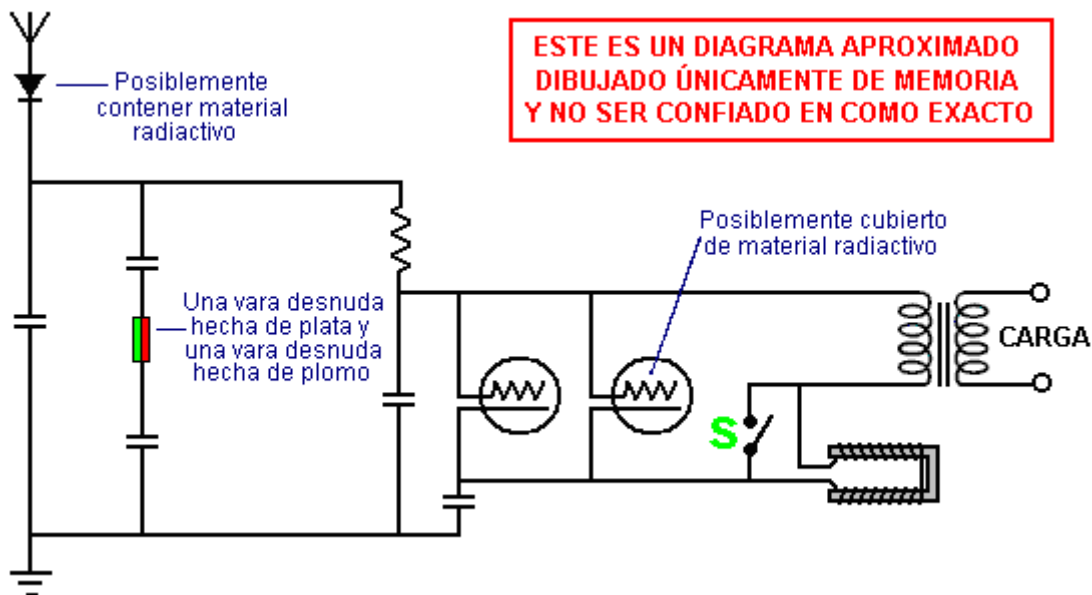 ESTE ES UN DIAGRAMA APROXIMADO
DIBUJADO ÚNICAMENTE DE MEMORIA
Y NO SER CONFIADO EN COMO EXACTO
Posiblemente
contener material
radiactivo
Posiblemente cubierto
de material radiactivo
Una vara desnuda
hecha de plata y
una vara desnuda
hecha de plomo
CARGA
S